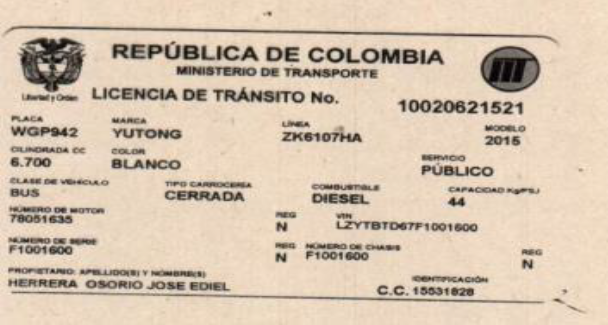 REPÚBLICA DE COLOMBIA
MINISTERIO DE TRANSPORTE
Libertad y Orden
LICENCIA DE TRÁNSITO No. 10020621521
PLACA MARCA LÍNEA MODELO
WGP942 YUTONG ZK6107HA 2015
CILINDRADA CC COLOR SERVICIO
6.700 BLANCO PÚBLICO
CLASE DE VEHÍCULO TIPO CARROCERÍA COMBUSTIBLE CAPACIDAD Kg/PSJ
BUS CERRADA DIESEL 44
NÚMERO DE MOTOR REG VIN
78051635 N LZYTBTD67F1001600
NÚMERO DE SERIE REG NÚMERO DE CHASIS REG
F1001600 N F1001600 N
PROPIETARIO: APELLIDO(S) Y NOMBRE(S) IDENTIFICACIÓN
HERRERA OSORIO JOSE EDIEL C.C. 15531828